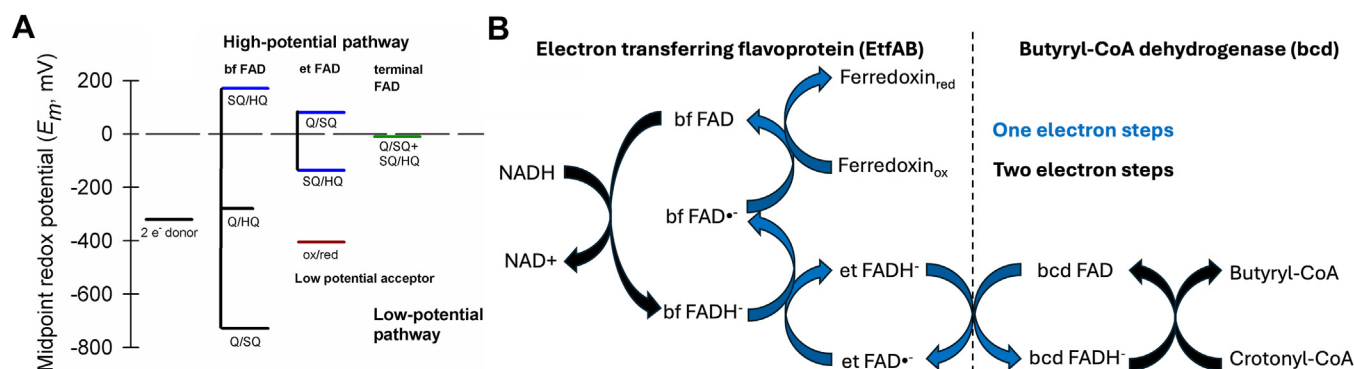 A
High-potential pathway
bf FAD
et FAD
terminal
FAD
Midpoint redox potential (Em, mV)
200
0
-200
-400
-600
-800
SQ/HQ
Q/SQ
Q/SQ+
SQ/HQ
SQ/HQ
Q/HQ
2 e- donor
ox/red
Low potential acceptor
Low-potential
pathway
Q/SQ
B
Electron transferring flavoprotein (EtfAB)
Butyryl-CoA dehydrogenase (bcd)
Ferredoxinred
bf FAD
One electron steps
NADH
Ferredoxinox
Two electron steps
bf FAD•-
NAD+
et FADH-
bcd FAD
Butyryl-CoA
bf FADH-
et FAD•-
bcd FADH-
Crotonyl-CoA